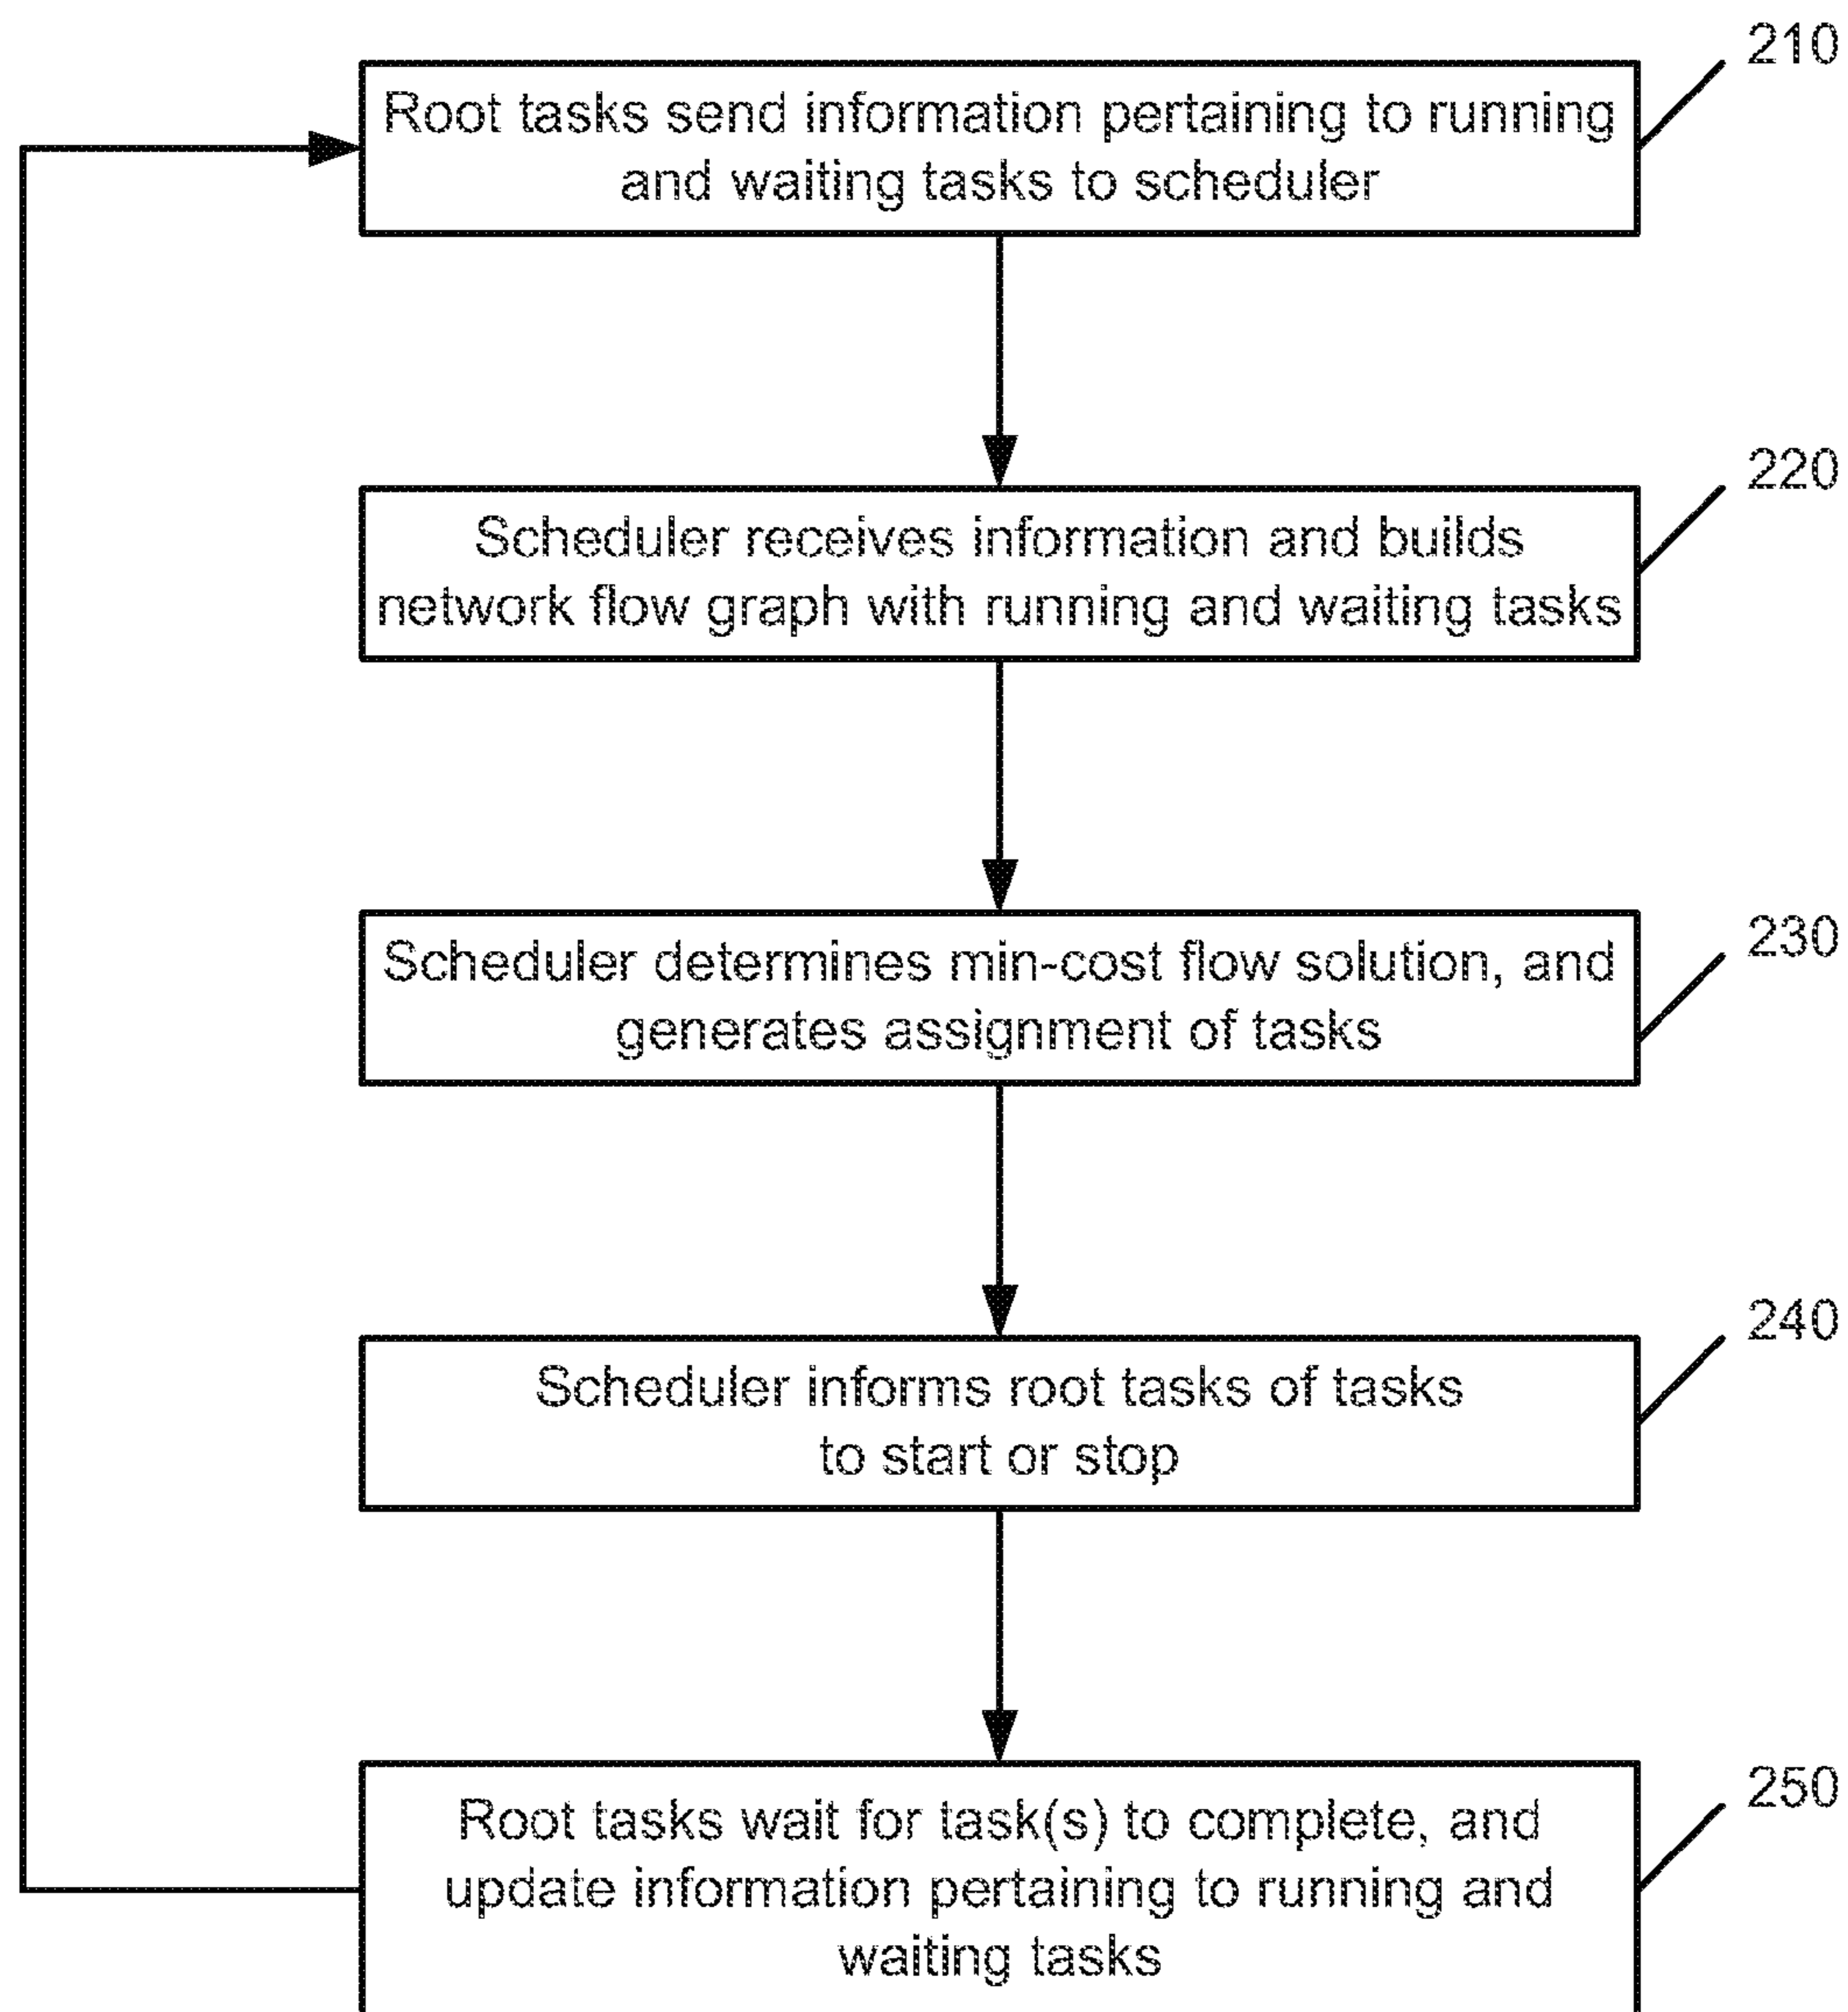 210
Root tasks send information pertaining to running
and waiting tasks to scheduler
220
Scheduler receives information and builds
network flow graph with running and waiting tasks
230
Scheduler determines min-cost flow solution, and
generates assignment of tasks
240
Scheduler informs root tasks of tasks
to start or stop
250
Root tasks wait for task(s) to complete, and
update information pertaining to running and
waiting tasks